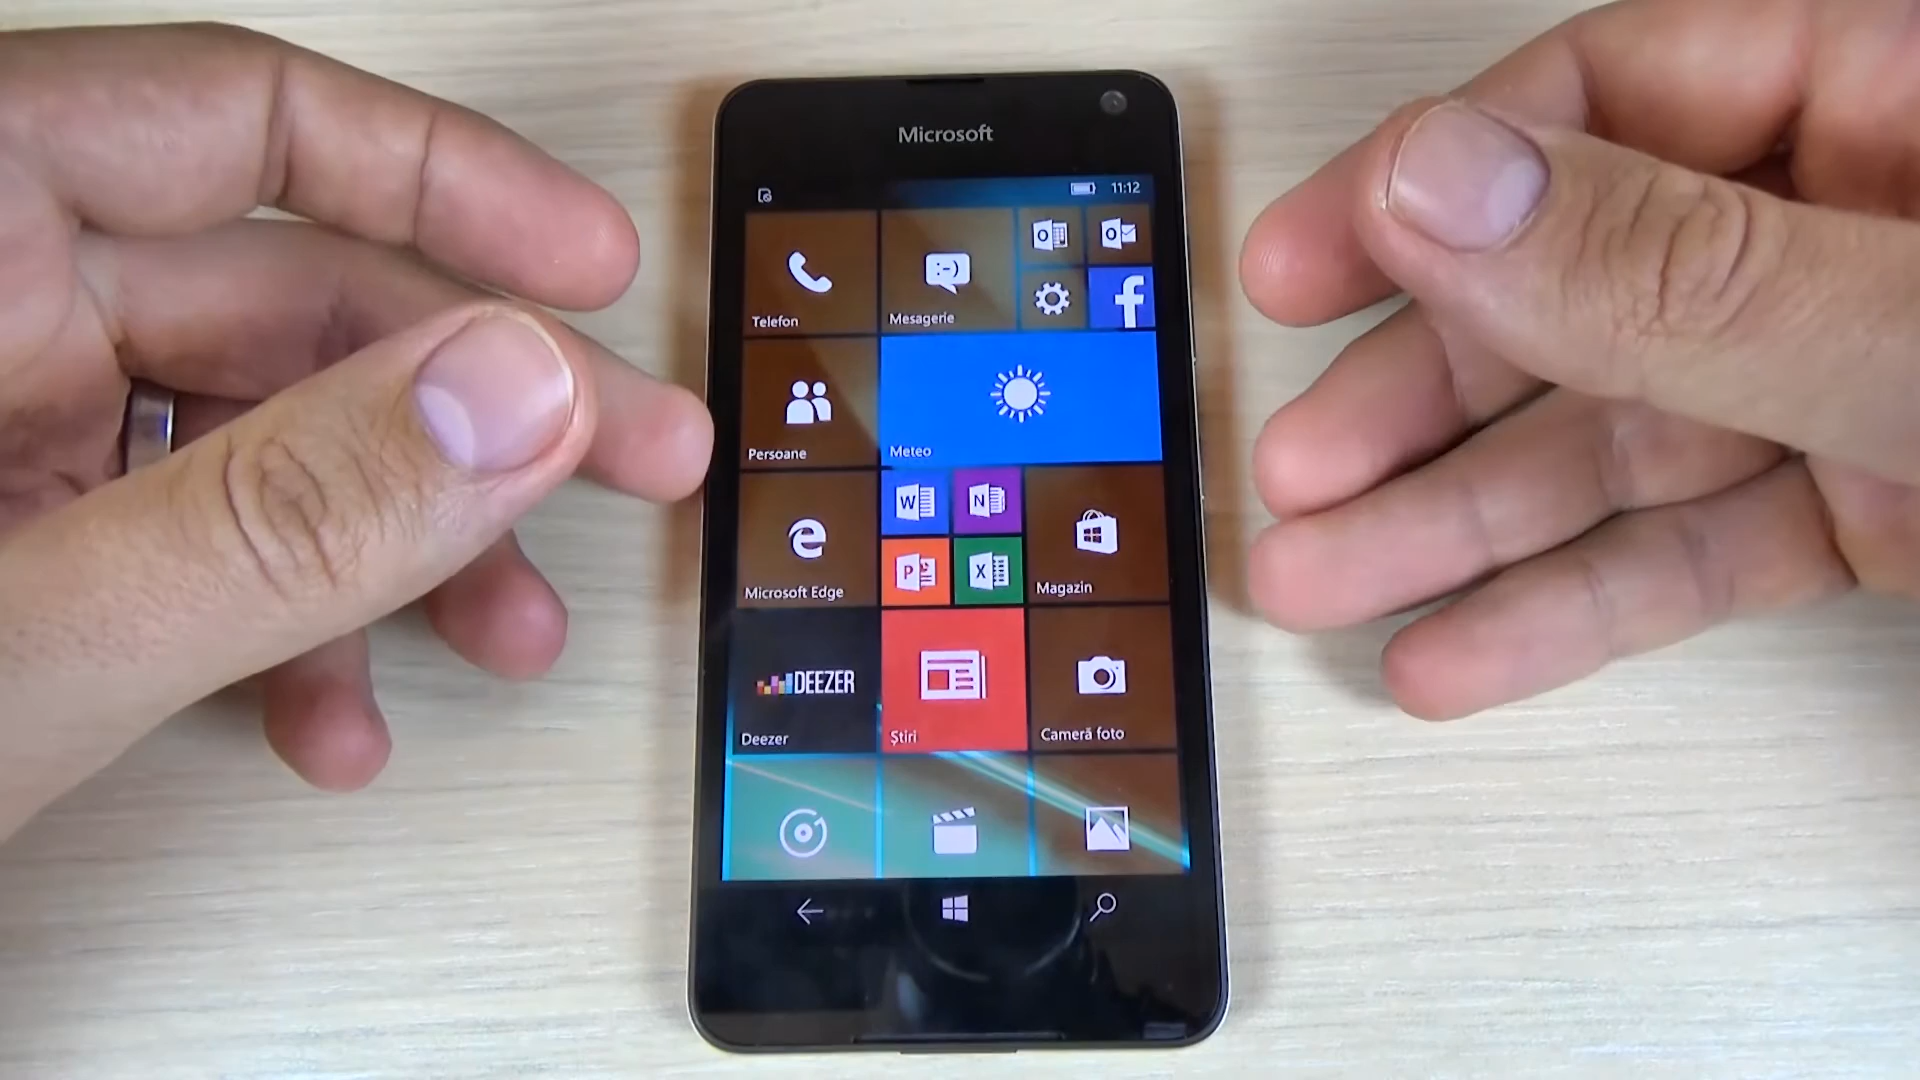 Microsoft
11:12
Telefon
Mesagerie
O
O
f
Persoane
Meteo
W
N
Microsoft Edge
P
X
Magazin
DEEZER
Deezer
Știri
Cameră foto